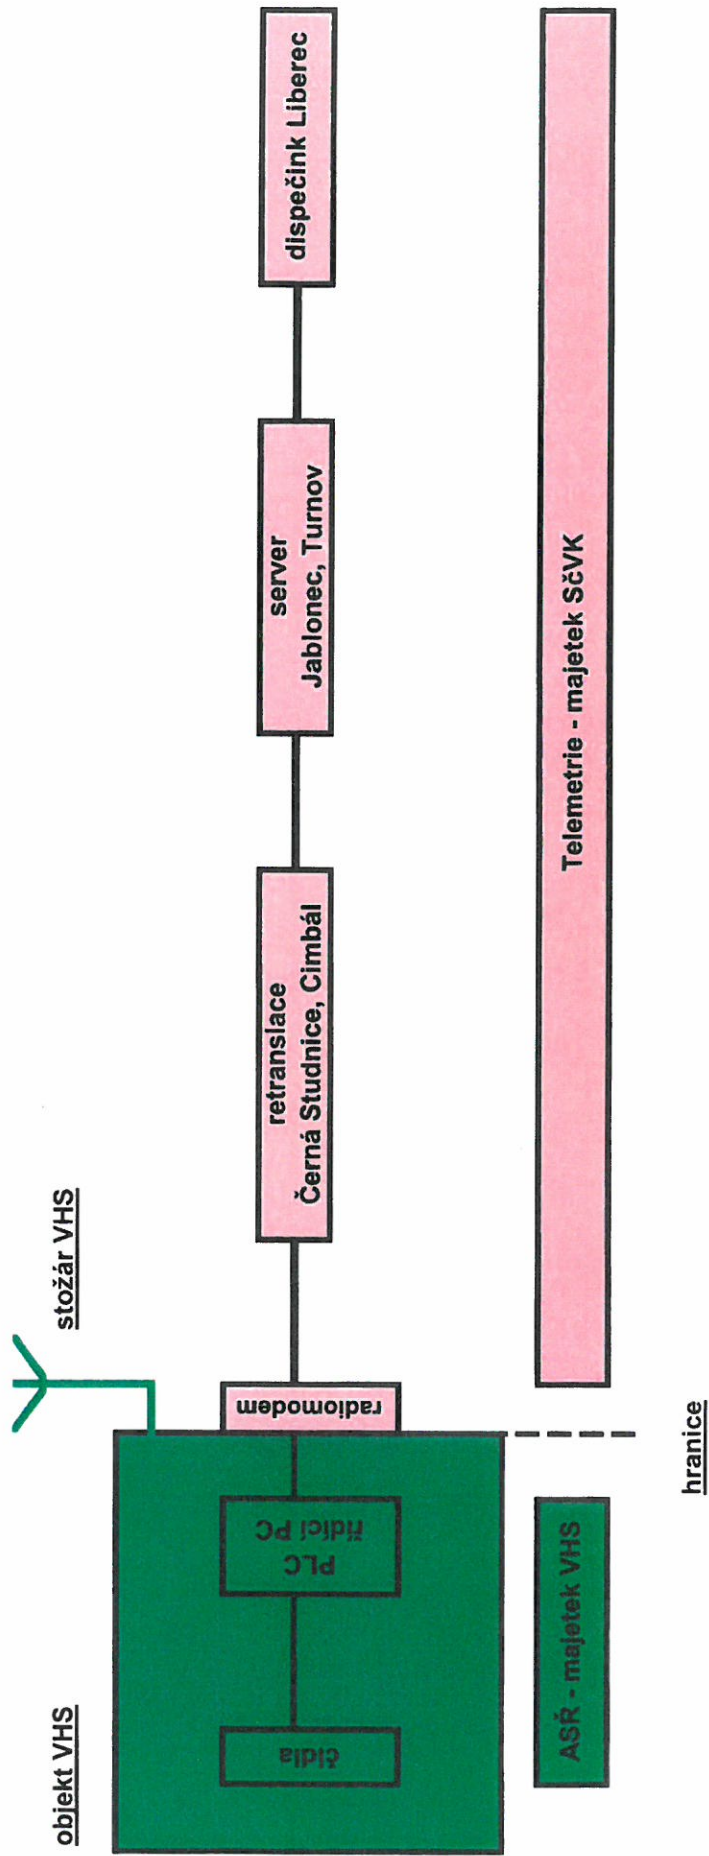 objekt VHS
stožár VHS
čidla
PLC
řídící PC
radiomodem
retranslace
Černá Studnice, Cimbál
server
Jablonec, Turnov
dispečink Liberec
ASŘ - majetek VHS
Telemetrie - majetek SčVK
hranice